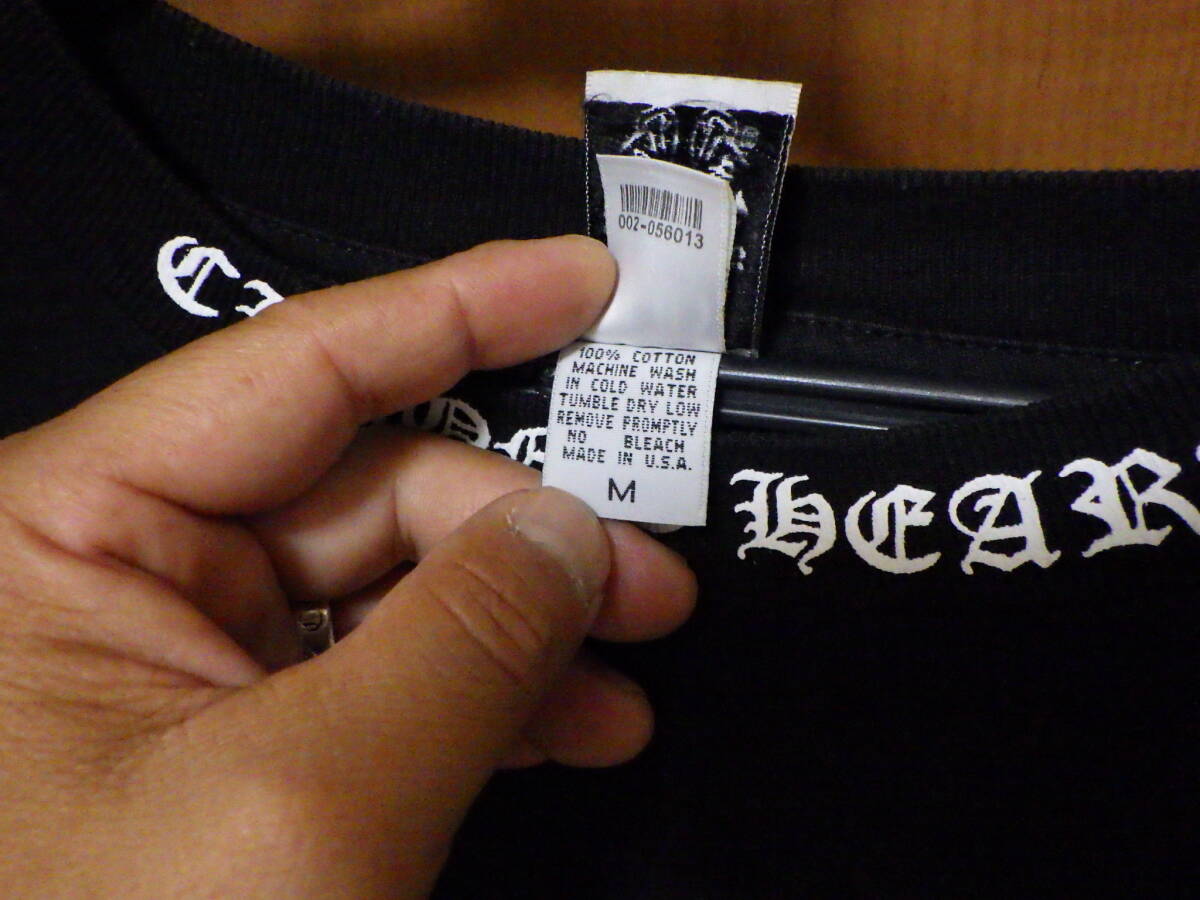 002-056013
100% COTTON
MACHINE WASH
IN COLD WATER
TUMBLE DRY LOW
REMOVE PROMPTLY
NO BLEACH
MADE IN U.S.A.
M
HEAR